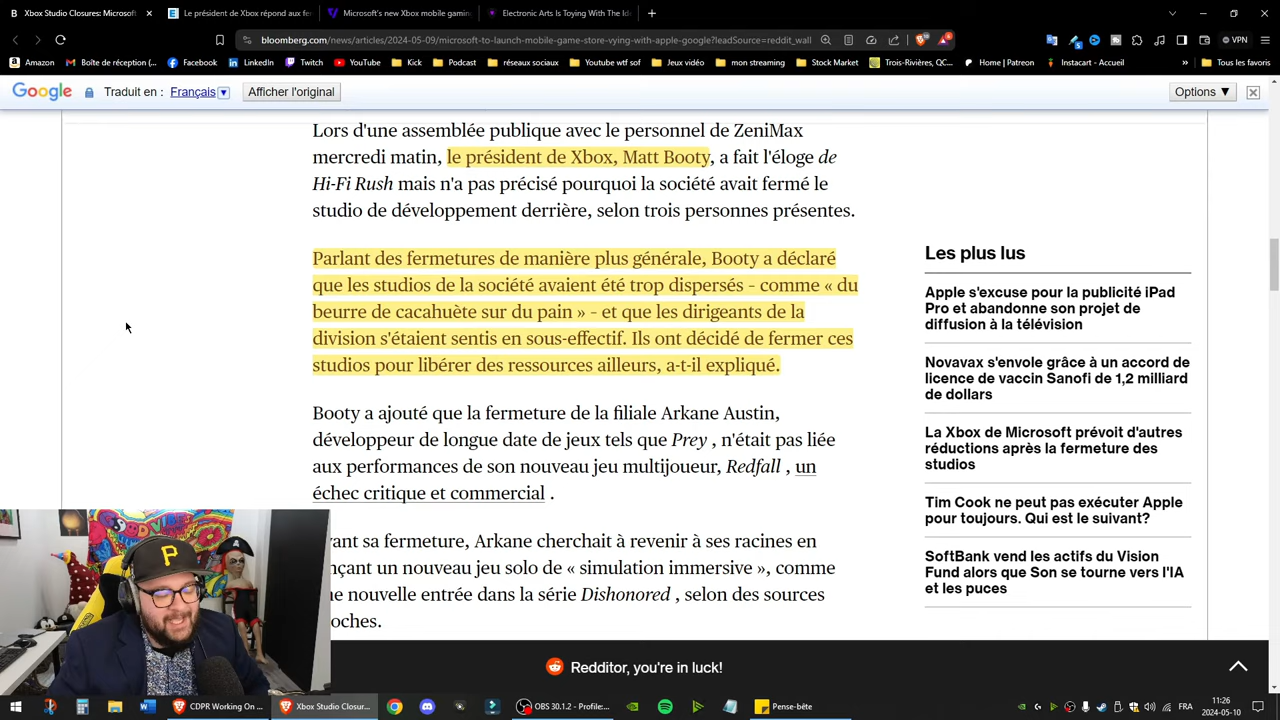 Xbox Studio Closures: Microsoft
Le président de Xbox répond aux fer
Microsoft's new Xbox mobile gamin
Electronic Arts Is Toying With The Ide
bloomberg.com/news/articles/2024-05-09/microsoft-to-launch-mobile-game-store-vying-with-apple-google?leadSource=reddit_wall
VPN
Amazon
Boîte de réception (...
Facebook
LinkedIn
Twitch
YouTube
Kick
Podcast
réseaux sociaux
Youtube wtf sof
Jeux vidéo
mon streaming
Stock Market
Trois-Rivières, QC...
Home | Patreon
Instacart - Accueil
Tous les favoris
Google Traduit en : Français Afficher l'original Options ▼
Lors d'une assemblée publique avec le personnel de ZeniMax
mercredi matin, le président de Xbox, Matt Booty, a fait l'éloge de
Hi-Fi Rush mais n'a pas précisé pourquoi la société avait fermé le
studio de développement derrière, selon trois personnes présentes.
Parlant des fermetures de manière plus générale, Booty a déclaré
que les studios de la société avaient été trop dispersés – comme « du
beurre de cacahuète sur du pain » – et que les dirigeants de la
division s'étaient sentis en sous-effectif. Ils ont décidé de fermer ces
studios pour libérer des ressources ailleurs, a-t-il expliqué.
Booty a ajouté que la fermeture de la filiale Arkane Austin,
développeur de longue date de jeux tels que Prey , n'était pas liée
aux performances de son nouveau jeu multijoueur, Redfall , un
échec critique et commercial .
vant sa fermeture, Arkane cherchait à revenir à ses racines en
nçant un nouveau jeu solo de « simulation immersive », comme
ne nouvelle entrée dans la série Dishonored , selon des sources
oches.
Les plus lus
Apple s'excuse pour la publicité iPad
Pro et abandonne son projet de
diffusion à la télévision
Novavax s'envole grâce à un accord de
licence de vaccin Sanofi de 1,2 milliard
de dollars
La Xbox de Microsoft prévoit d'autres
réductions après la fermeture des
studios
Tim Cook ne peut pas exécuter Apple
pour toujours. Qui est le suivant?
SoftBank vend les actifs du Vision
Fund alors que Son se tourne vers l'IA
et les puces
P
A
Redditor, you're in luck!
CDPR Working On ...
Xbox Studio Closur...
OBS 30.1.2 - Profile:...
Pense-bête
11:26
2024-05-10